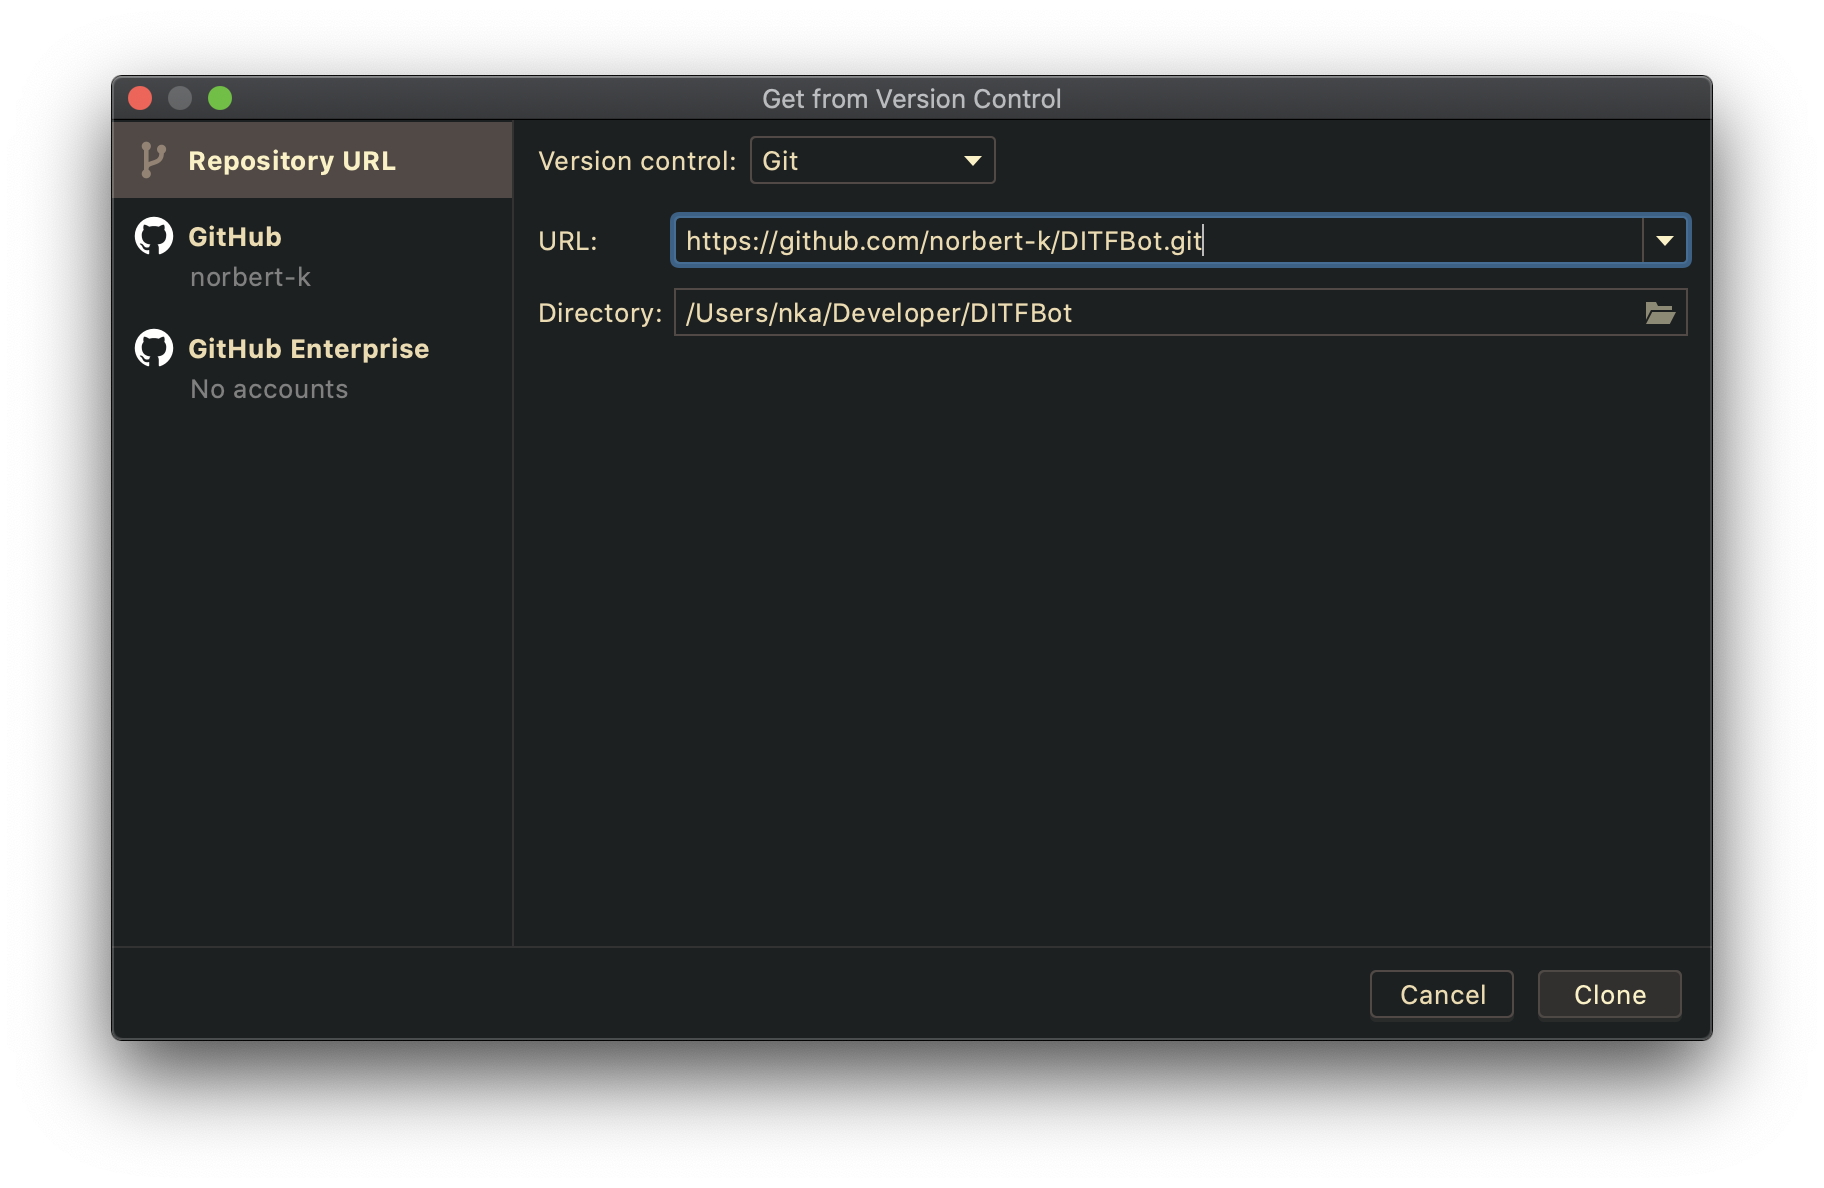 Get from Version Control
Repository URL
GitHub
norbert-k
GitHub Enterprise
No accounts
Version control: Git
URL: https://github.com/norbert-k/DITFBot.git
Directory: /Users/nka/Developer/DITFBot
Cancel Clone